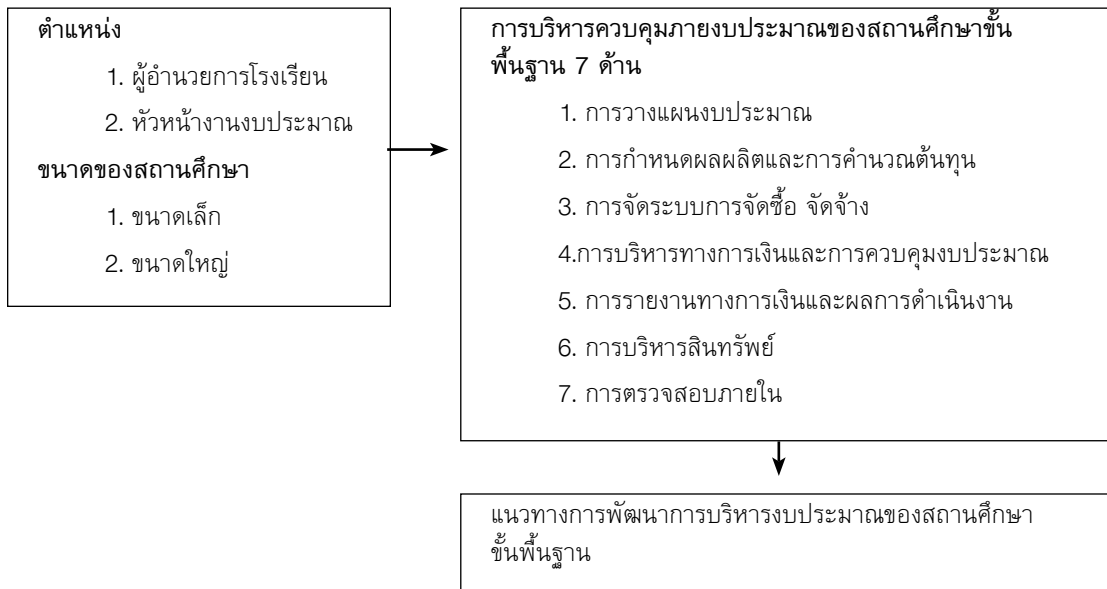 ตำแหน่ง
1. ผู้อำนวยการโรงเรียน
2. หัวหน้างานงบประมาณ
ขนาดของสถานศึกษา
1. ขนาดเล็ก
2. ขนาดใหญ่
การบริหารควบคุมภายงบประมาณของสถานศึกษาขั้น
พื้นฐาน 7 ด้าน
1. การวางแผนงบประมาณ
2. การกำหนดผลผลิตและการคำนวณต้นทุน
3. การจัดระบบการจัดซื้อ จัดจ้าง
4.การบริหารทางการเงินและการควบคุมงบประมาณ
5. การรายงานทางการเงินและผลการดำเนินงาน
6. การบริหารสินทรัพย์
7. การตรวจสอบภายใน
แนวทางการพัฒนาการบริหารงบประมาณของสถานศึกษา
ขั้นพื้นฐาน